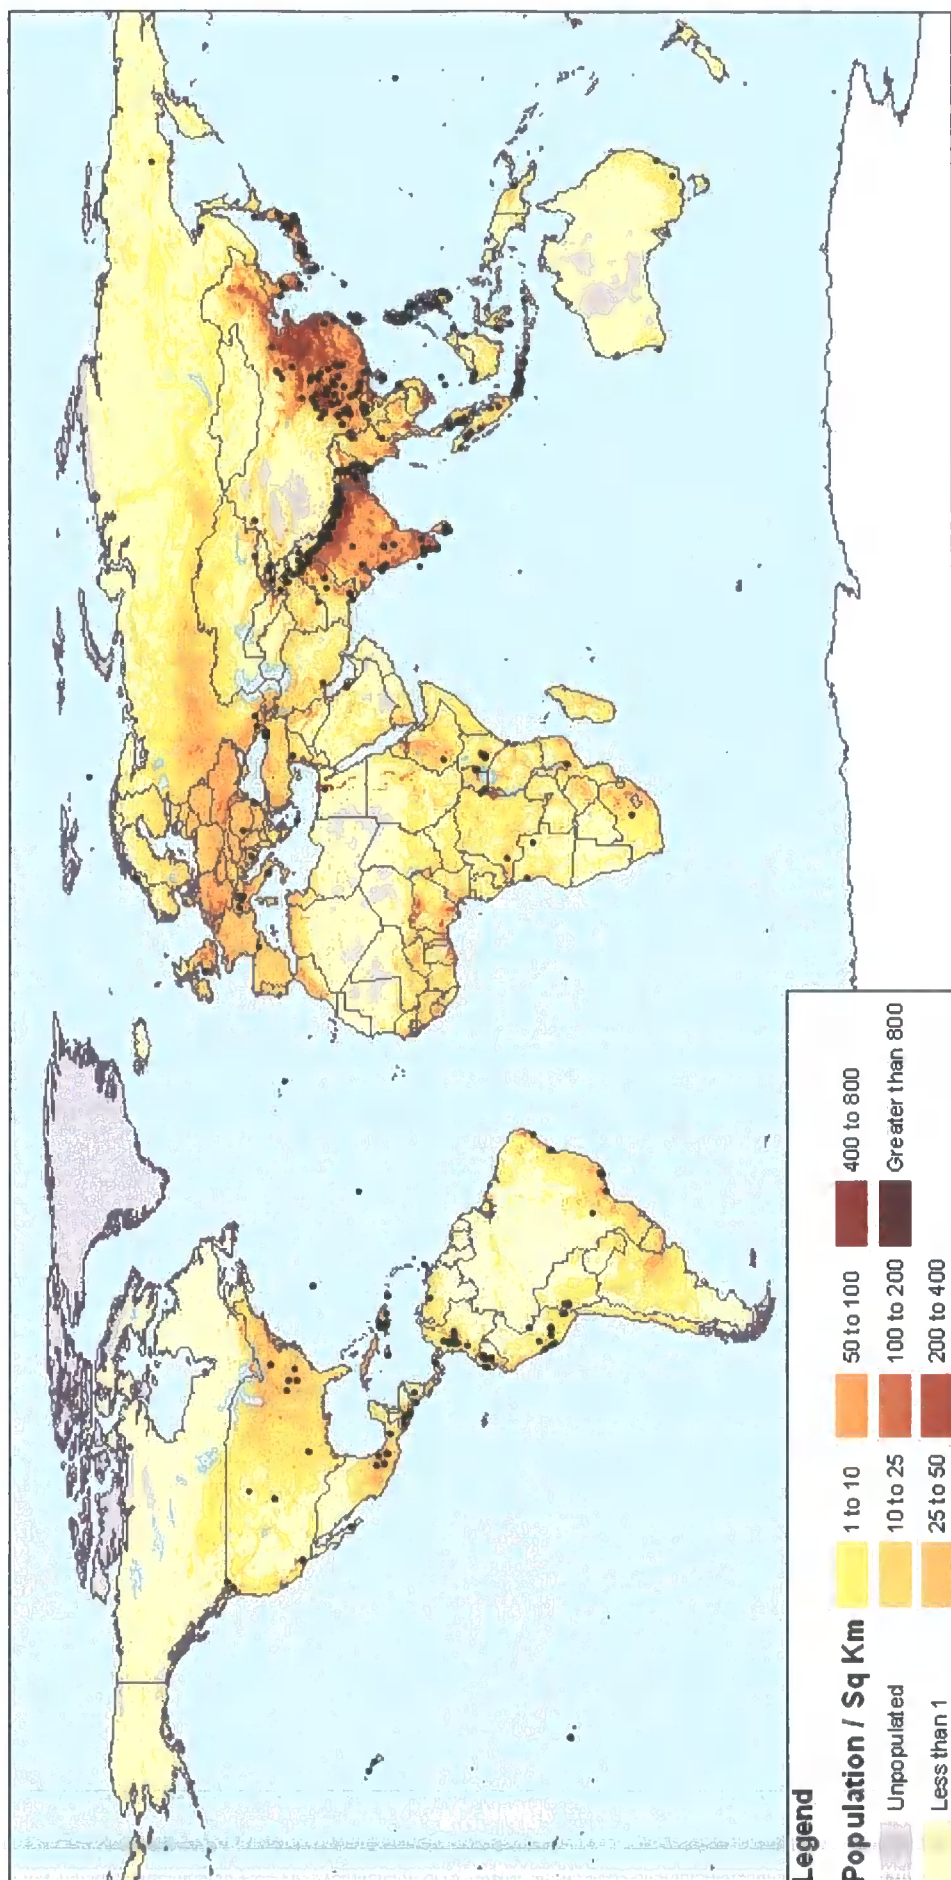 Legend
Population / Sq Km
Unpopulated
Less than 1
1 to 10
10 to 25
25 to 50
50 to 100
100 to 200
200 to 400
400 to 800
Greater than 800